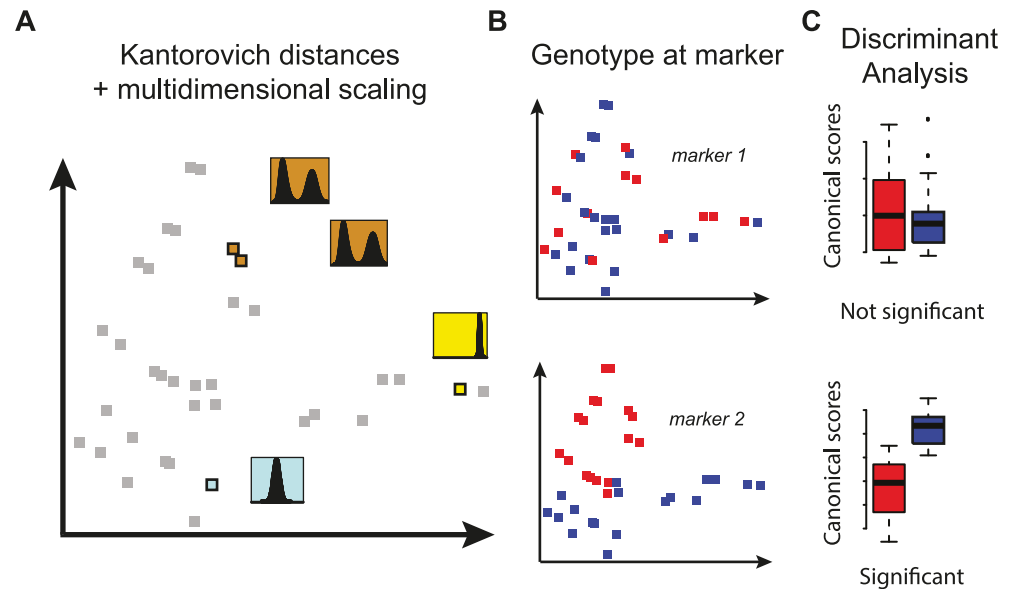 A
Kantorovich distances
+ multidimensional scaling
B
Genotype at marker
marker 1
marker 2
C
Discriminant
Analysis
Canonical scores
Not significant
Canonical scores
Significant